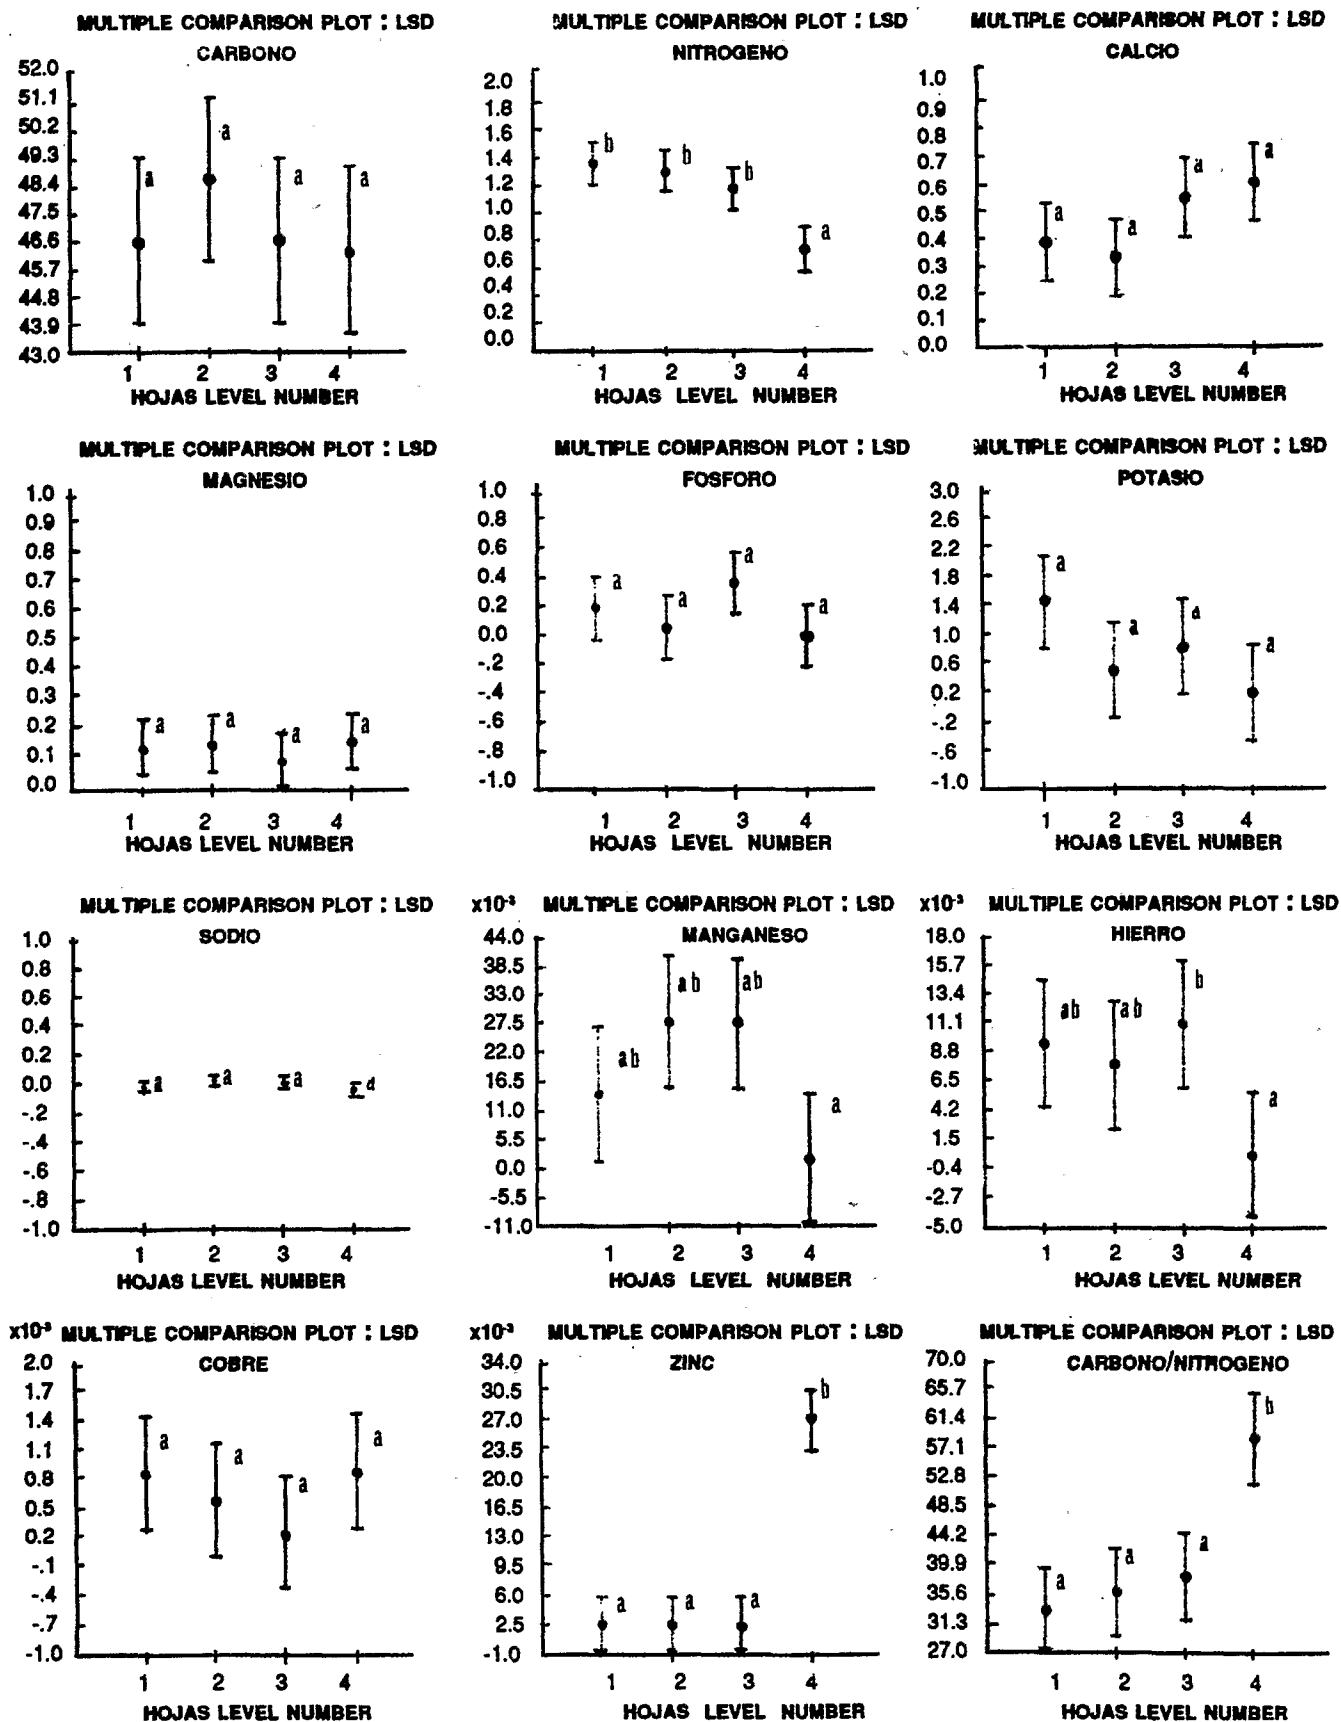 MULTIPLE COMPARISON PLOT : LSD
CARBONO
52.0
51.1
50.2
49.3
48.4
47.5
46.6
45.7
44.8
43.9
43.0
a
a
a
a
1 2 3 4
HOJAS LEVEL NUMBER
MULTIPLE COMPARISON PLOT : LSD
NITROGENO
2.0
1.8
1.6
1.4
1.2
1.0
0.8
0.6
0.4
0.2
0.0
b
b
b
a
1 2 3 4
HOJAS LEVEL NUMBER
MULTIPLE COMPARISON PLOT : LSD
CALCIO
1.0
0.9
0.8
0.7
0.6
0.5
0.4
0.3
0.2
0.1
0.0
a
a
a
a
1 2 3 4
HOJAS LEVEL NUMBER
MULTIPLE COMPARISON PLOT : LSD
MAGNESIO
1.0
0.9
0.8
0.7
0.6
0.5
0.4
0.3
0.2
0.1
0.0
a
a
a
a
1 2 3 4
HOJAS LEVEL NUMBER
MULTIPLE COMPARISON PLOT : LSD
FOSFORO
1.0
0.8
0.6
0.4
0.2
0.0
-.2
-.4
-.6
-.8
-1.0
a
a
a
a
1 2 3 4
HOJAS LEVEL NUMBER
MULTIPLE COMPARISON PLOT : LSD
POTASIO
3.0
2.6
2.2
1.8
1.4
1.0
0.6
0.2
-.2
-.6
-1.0
a
a
a
a
1 2 3 4
HOJAS LEVEL NUMBER
MULTIPLE COMPARISON PLOT : LSD
SODIO
1.0
0.8
0.6
0.4
0.2
0.0
-.2
-.4
-.6
-.8
-1.0
a
a
a
a
1 2 3 4
HOJAS LEVEL NUMBER
x10⁻³ MULTIPLE COMPARISON PLOT : LSD
MANGANESO
44.0
38.5
33.0
27.5
22.0
16.5
11.0
5.5
0.0
-5.5
-11.0
ab
ab
ab
a
1 2 3 4
HOJAS LEVEL NUMBER
x10⁻³ MULTIPLE COMPARISON PLOT : LSD
HIERRO
18.0
15.7
13.4
11.1
8.8
6.5
4.2
1.5
-0.4
-2.7
-5.0
ab
ab
b
a
1 2 3 4
HOJAS LEVEL NUMBER
x10⁻³ MULTIPLE COMPARISON PLOT : LSD
COBRE
2.0
1.7
1.4
1.1
0.8
0.5
0.2
-.1
-.4
-.7
-1.0
a
a
a
a
1 2 3 4
HOJAS LEVEL NUMBER
x10⁻³ MULTIPLE COMPARISON PLOT : LSD
ZINC
34.0
30.5
27.0
23.5
20.0
16.5
13.0
9.5
6.0
2.5
-1.0
a
a
a
b
1 2 3 4
HOJAS LEVEL NUMBER
MULTIPLE COMPARISON PLOT : LSD
CARBONO/NITROGENO
70.0
65.7
61.4
57.1
52.8
48.5
44.2
39.9
35.6
31.3
27.0
a
a
a
b
1 2 3 4
HOJAS LEVEL NUMBER